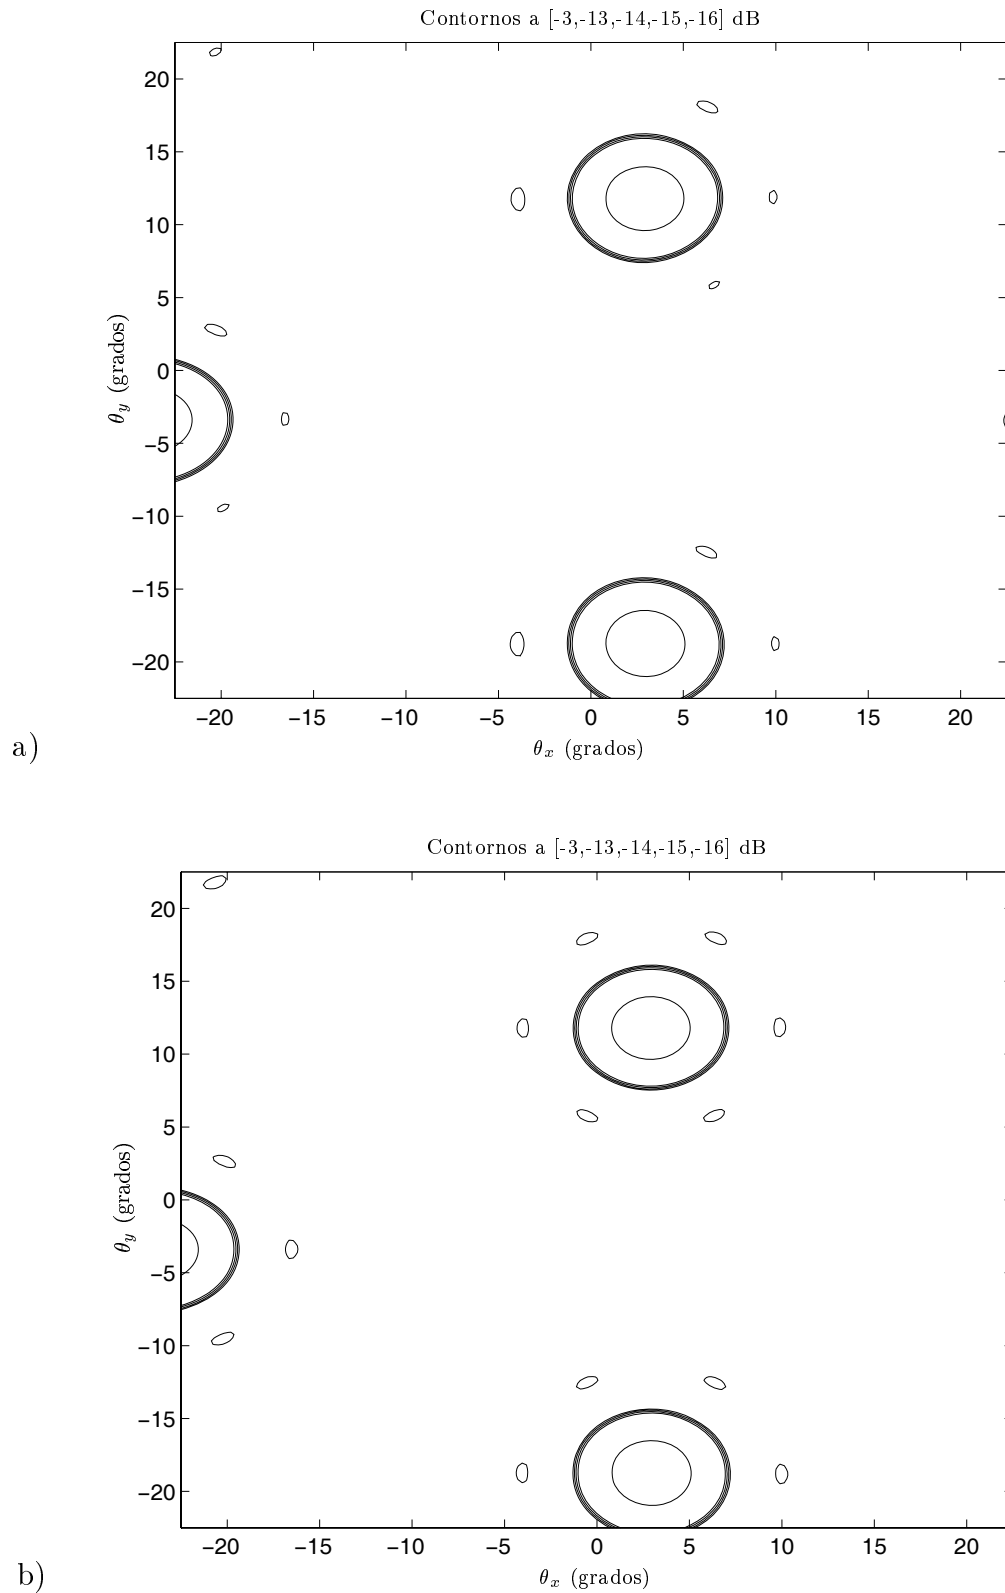 Contornos a [-3,-13,-14,-15,-16] dB
20
15
10
5
0
−5
−10
−15
−20
θy (grados)
−20 −15 −10 −5 0 5 10 15 20
θx (grados)
a)
Contornos a [-3,-13,-14,-15,-16] dB
20
15
10
5
0
−5
−10
−15
−20
θy (grados)
−20 −15 −10 −5 0 5 10 15 20
θx (grados)
b)